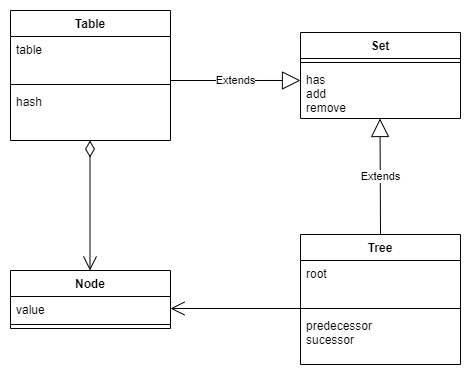 Table
table
hash
Extends
Set
has
add
remove
Extends
Node
value
Tree
root
predecessor
sucessor